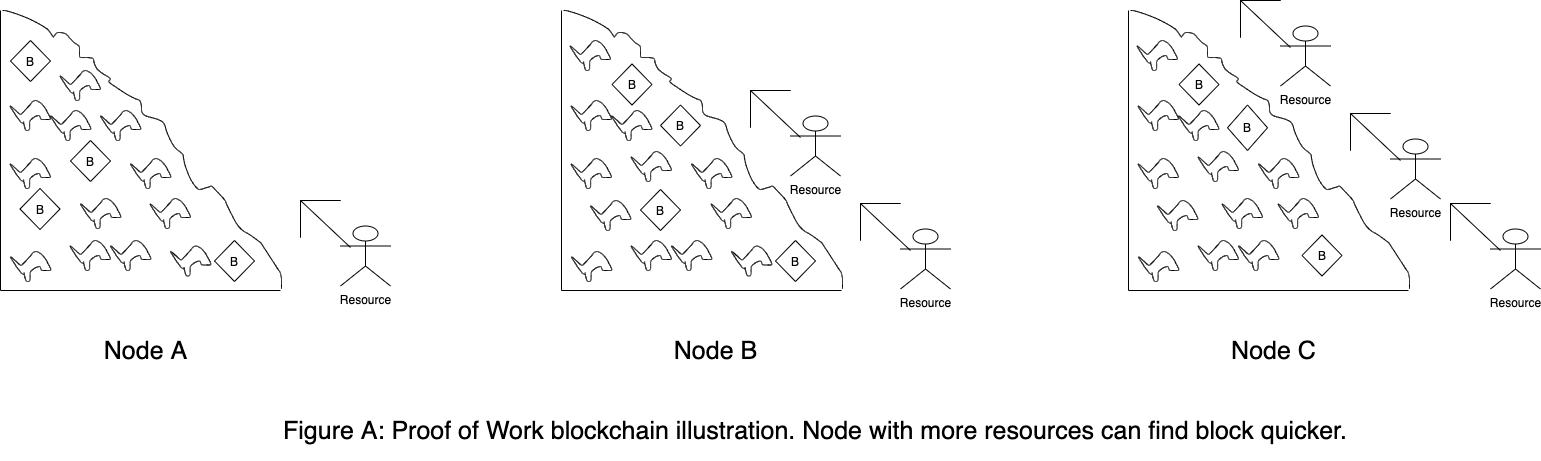 Resource
B
B
B
Resource
B
B
B
Resource
Resource
B
B
B
B
B
Resource
Resource
Resource
Node A
Node B
Node C
Figure A: Proof of Work blockchain illustration. Node with more resources can find block quicker.